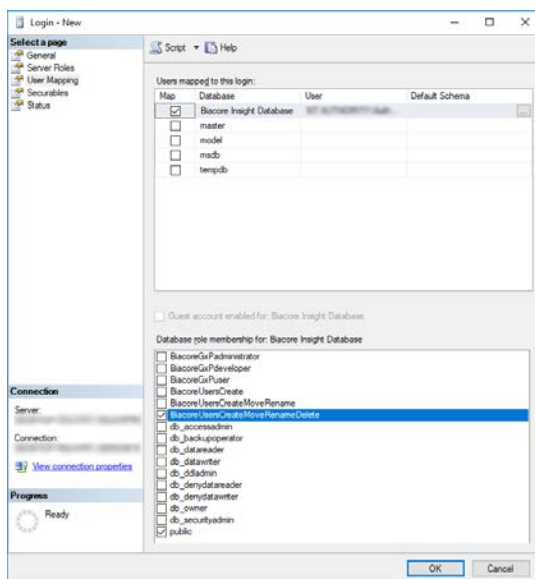 Login - New
Select a page
General
Server Roles
User Mapping
Securables
Status
Script Help
Users mapped to this login:
Map Database User Default Schema
Biacore Insight Database ...
master
model
msdb
tempdb
Guest account enabled for: Biacore Insight Database
Database role membership for: Biacore Insight Database
BiacoreGxPadministrator
BiacoreGxPdeveloper
BiacoreGxPuser
BiacoreUsersCreate
BiacoreUsersCreateMoveRename
BiacoreUsersCreateMoveRenameDelete
db_accessadmin
db_backupoperator
db_datareader
db_datawriter
db_ddladmin
db_denydatareader
db_denydatawriter
db_owner
db_securityadmin
public
Connection
Server:
Connection:
View connection properties
Progress
Ready
OK Cancel